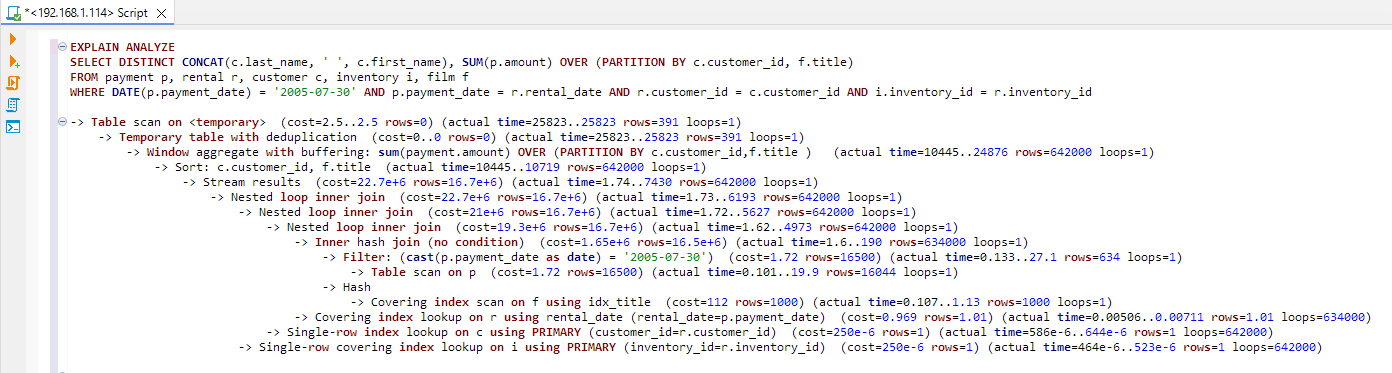 *<192.168.1.114> Script
EXPLAIN ANALYZE
SELECT DISTINCT CONCAT(c.last_name, ' ', c.first_name), SUM(p.amount) OVER (PARTITION BY c.customer_id, f.title)
FROM payment p, rental r, customer c, inventory i, film f
WHERE DATE(p.payment_date) = '2005-07-30' AND p.payment_date = r.rental_date AND r.customer_id = c.customer_id AND i.inventory_id = r.inventory_id
-> Table scan on <temporary>  (cost=2.5..2.5 rows=0) (actual time=25823..25823 rows=391 loops=1)
-> Temporary table with deduplication  (cost=0..0 rows=0) (actual time=25823..25823 rows=391 loops=1)
-> Window aggregate with buffering: sum(payment.amount) OVER (PARTITION BY c.customer_id,f.title )   (actual time=10445..24876 rows=642000 loops=1)
-> Sort: c.customer_id, f.title  (actual time=10445..10719 rows=642000 loops=1)
-> Stream results  (cost=22.7e+6 rows=16.7e+6) (actual time=1.74..7430 rows=642000 loops=1)
-> Nested loop inner join  (cost=22.7e+6 rows=16.7e+6) (actual time=1.73..6193 rows=642000 loops=1)
-> Nested loop inner join  (cost=21e+6 rows=16.7e+6) (actual time=1.72..5627 rows=642000 loops=1)
-> Nested loop inner join  (cost=19.3e+6 rows=16.7e+6) (actual time=1.62..4973 rows=642000 loops=1)
-> Inner hash join (no condition)  (cost=1.65e+6 rows=16.5e+6) (actual time=1.6..190 rows=634000 loops=1)
-> Filter: (cast(p.payment_date as date) = '2005-07-30')  (cost=1.72 rows=16500) (actual time=0.133..27.1 rows=634 loops=1)
-> Table scan on p  (cost=1.72 rows=16500) (actual time=0.101..19.9 rows=16044 loops=1)
-> Hash
-> Covering index scan on f using idx_title  (cost=112 rows=1000) (actual time=0.107..1.13 rows=1000 loops=1)
-> Covering index lookup on r using rental_date (rental_date=p.payment_date)  (cost=0.969 rows=1.01) (actual time=0.00506..0.00711 rows=1.01 loops=634000)
-> Single-row index lookup on c using PRIMARY (customer_id=r.customer_id)  (cost=250e-6 rows=1) (actual time=586e-6..644e-6 rows=1 loops=642000)
-> Single-row covering index lookup on i using PRIMARY (inventory_id=r.inventory_id)  (cost=250e-6 rows=1) (actual time=464e-6..523e-6 rows=1 loops=642000)